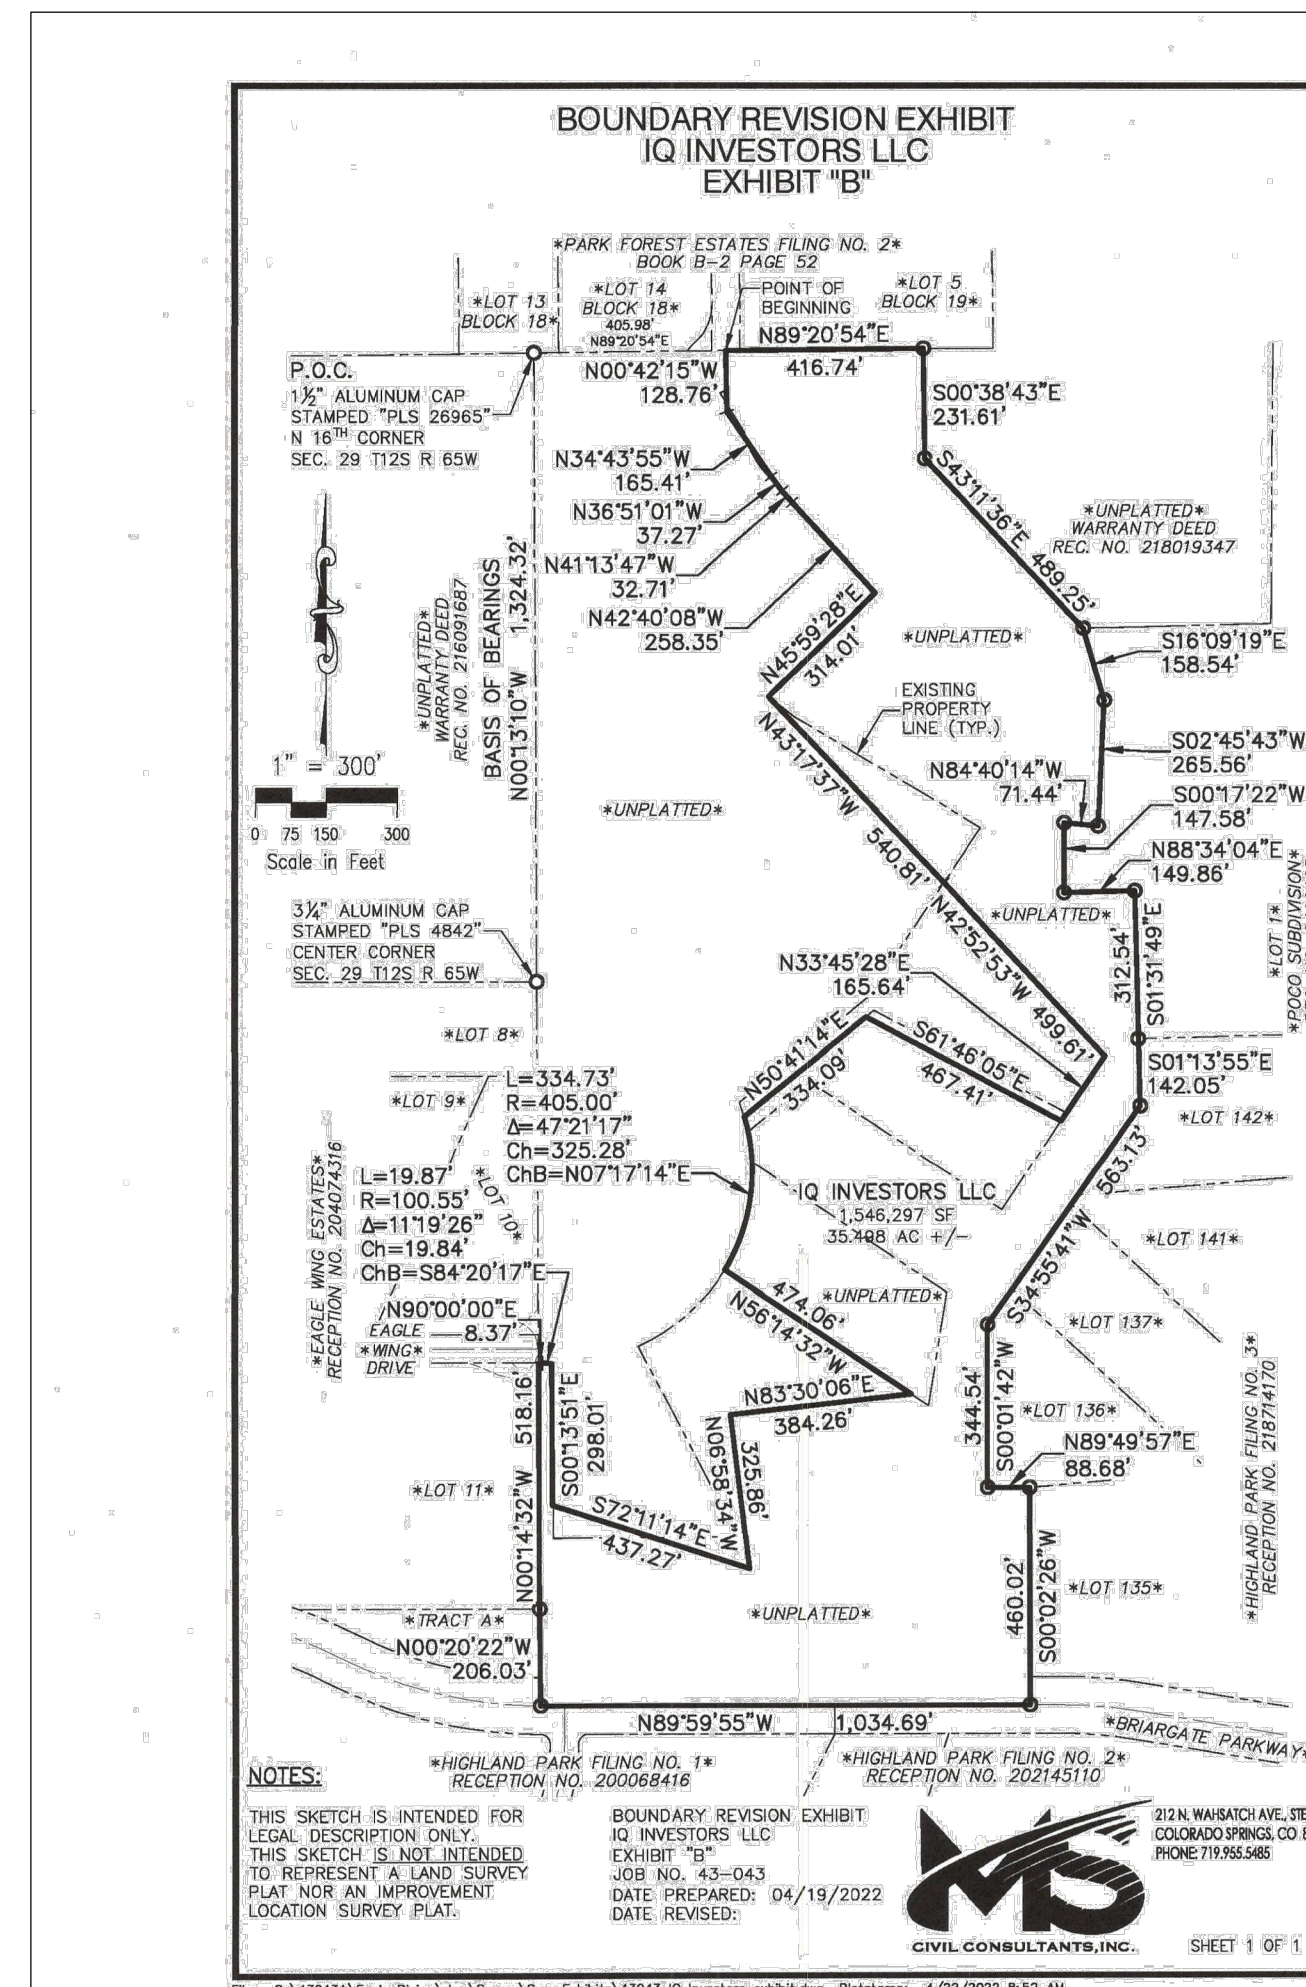 BOUNDARY REVISION EXHIBIT
IQ INVESTORS LLC
EXHIBIT "B"
*PARK FOREST ESTATES FILING NO. 2*
BOOK B-2 PAGE 52
*LOT 13
BLOCK 18*
*LOT 14
BLOCK 18*
405.98'
N89°20'54"E
POINT OF
BEGINNING
*LOT 5
BLOCK 19*
N89°20'54"E
416.74'
P.O.C.
1½" ALUMINUM CAP
STAMPED "PLS 26965"
N 16TH CORNER
SEC. 29 T12S R 65W
N00°42'15"W
128.76'
S00°38'43"E
231.61'
N34°43'55"W
165.41'
N36°51'01"W
37.27'
N41°13'47"W
32.71'
N42°40'08"W
258.35'
S43°11'36"E 489.25'
*UNPLATTED*
WARRANTY DEED
REC. NO. 218019347
*UNPLATTED*
WARRANTY DEED
REC. NO. 216091687
BASIS OF BEARINGS
N00°13'10"W 1,324.32'
N45°59'28"E
314.01'
*UNPLATTED*
S16°09'19"E
158.54'
EXISTING
PROPERTY
LINE (TYP.)
N43°17'37"W 540.81'
S02°45'43"W
265.56'
N84°40'14"W
71.44'
S00°17'22"W
147.58'
1" = 300'
0 75 150 300
Scale in Feet
*UNPLATTED*
N88°34'04"E
149.86'
3¼" ALUMINUM CAP
STAMPED "PLS 4842"
CENTER CORNER
SEC. 29 T12S R 65W
*UNPLATTED*
N42°52'53"W 499.61'
312.54'
S01°31'49"E
*LOT 1*
*POCO SUBDIVISION*
N33°45'28"E
165.64'
*LOT 8*
N50°41'14"E
334.09'
S61°46'05"E
467.41'
S01°13'55"E
142.05'
*LOT 9*
L=334.73'
R=405.00'
Δ=47°21'17"
Ch=325.28'
ChB=N07°17'14"E
*LOT 142*
*EAGLE WING ESTATES*
RECEPTION NO. 204074316
L=19.87'
R=100.55'
Δ=11°19'26"
Ch=19.84'
ChB=S84°20'17"E
*LOT 10*
IQ INVESTORS LLC
1,546,297 SF
35.498 AC +/-
S34°55'41"W 563.13'
*LOT 141*
N90°00'00"E
8.37'
EAGLE
*WING*
DRIVE
474.06'
N56°14'32"W
*UNPLATTED*
*LOT 137*
N00°14'32"W 518.16'
S00°13'51"E
298.01'
N83°30'06"E
384.26'
344.54'
S00°01'42"W
*LOT 136*
N89°49'57"E
88.68'
*HIGHLAND PARK FILING NO. 3*
RECEPTION NO. 218714170
*LOT 11*
S72°11'14"E
437.27'
N06°58'34"W
325.86'
460.02'
S00°02'26"W
*LOT 135*
*TRACT A*
*UNPLATTED*
N00°20'22"W
206.03'
N89°59'55"W 1,034.69'
*BRIARGATE PARKWAY*
*HIGHLAND PARK FILING NO. 1*
RECEPTION NO. 200068416
*HIGHLAND PARK FILING NO. 2*
RECEPTION NO. 202145110
NOTES:
THIS SKETCH IS INTENDED FOR
LEGAL DESCRIPTION ONLY.
THIS SKETCH IS NOT INTENDED
TO REPRESENT A LAND SURVEY
PLAT NOR AN IMPROVEMENT
LOCATION SURVEY PLAT.
BOUNDARY REVISION EXHIBIT
IQ INVESTORS LLC
EXHIBIT "B"
JOB NO. 43-043
DATE PREPARED: 04/19/2022
DATE REVISED:
MS
CIVIL CONSULTANTS, INC.
212 N. WAHSATCH AVE., STE
COLORADO SPRINGS, CO
PHONE: 719.955.5485
SHEET 1 OF 1